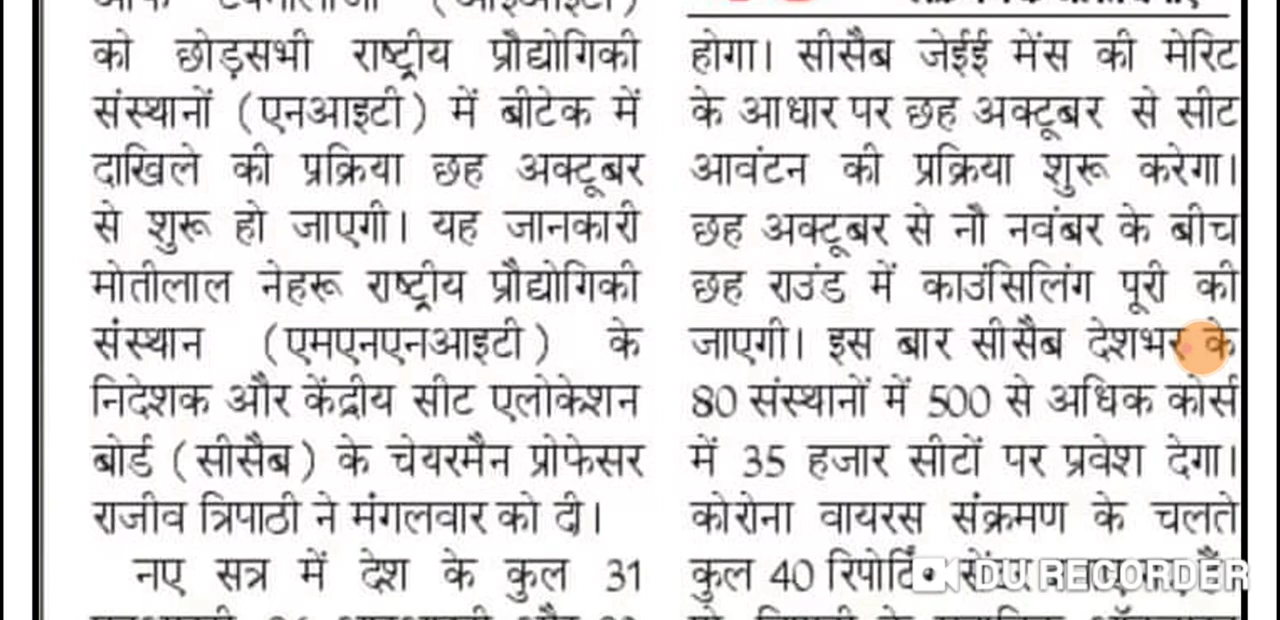 को छोड़सभी राष्ट्रीय प्रौद्योगिकी
संस्थानों (एनआइटी) में बीटेक में
दाखिले की प्रक्रिया छह अक्टूबर
से शुरू हो जाएगी। यह जानकारी
मोतीलाल नेहरू राष्ट्रीय प्रौद्योगिकी
संस्थान (एमएनएनआइटी) के
निदेशक और केंद्रीय सीट एलोकेशन
बोर्ड (सीसैब) के चेयरमैन प्रोफेसर
राजीव त्रिपाठी ने मंगलवार को दी।
नए सत्र में देश के कुल 31
होगा। सीसैब जेईई मेंस की मेरिट
के आधार पर छह अक्टूबर से सीट
आवंटन की प्रक्रिया शुरू करेगा।
छह अक्टूबर से नौ नवंबर के बीच
छह राउंड में काउंसिलिंग पूरी की
जाएगी। इस बार सीसैब देशभर के
80 संस्थानों में 500 से अधिक कोर्स
में 35 हजार सीटों पर प्रवेश देगा।
कोरोना वायरस संक्रमण के चलते
कुल 40
DU RECORDER